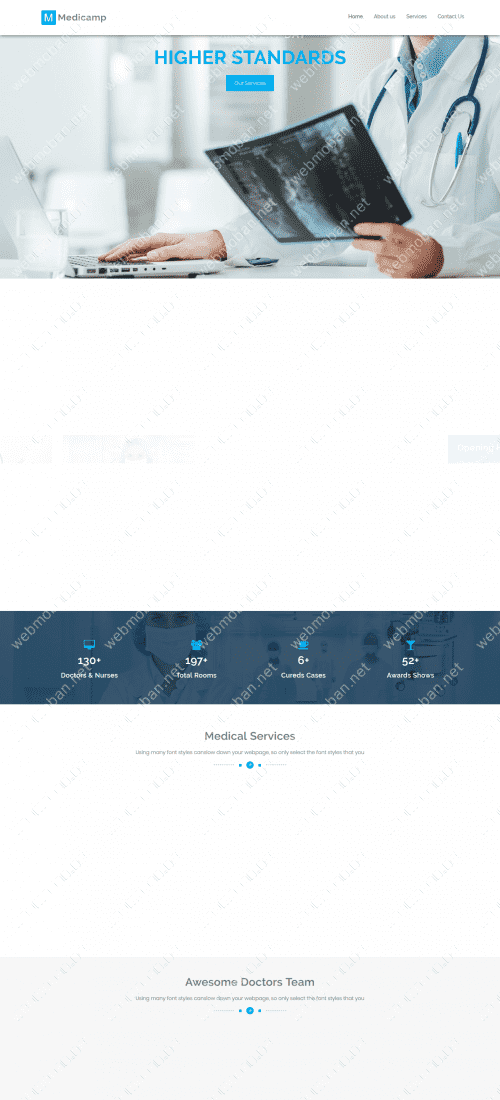 M Medicamp
Home About us Services Contact Us
HIGHER STANDARDS
Our Services
webmoban.net
130+ 197+ 6+ 52+
Doctors & Nurses Total Rooms Cureds Cases Awards Shows
Medical Services
Using many font styles canslow down your webpage, so only select the font styles that you
Awesome Doctors Team
Using many font styles canslow down your webpage, so only select the font styles that you